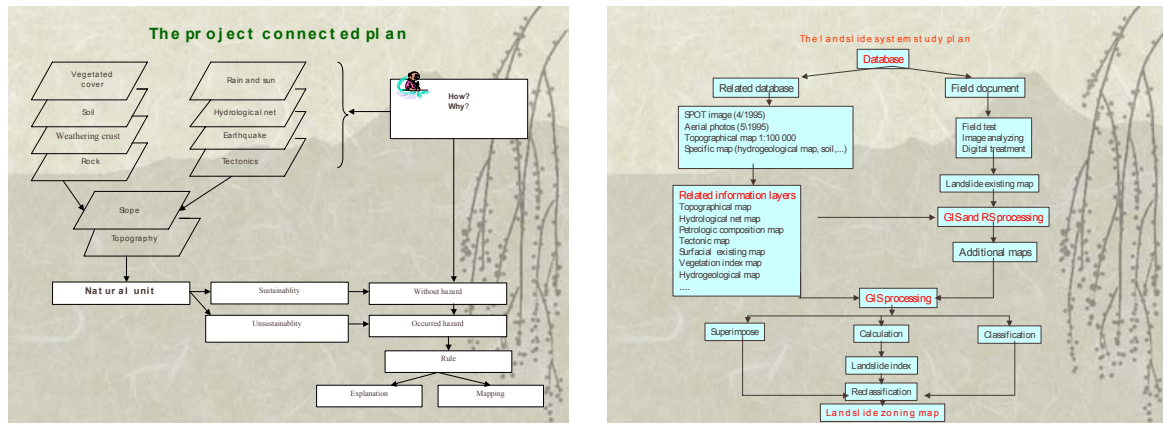 The project connected plan
Vegetated
cover
Soil
Weathering crust
Rock
Rain and sun
Hydrological net
Earthquake
Tectonics
How?
Why?
Slope
Topography
Natural unit
Sustainablity
Without hazard
Unsustainablity
Occurred hazard
Rule
Explanation
Mapping
The landslide system study plan
Database
Related database
Field document
SPOT image (4/1995)
Aerial photos (5\1995)
Topographical map 1:100 000
Specific map (hydrogeological map, soil,...)
Field test
Image analyzing
Digital treatment
Landslide existing map
Related information layers
Topographical map
Hydrological net map
Petrologic composition map
Tectonic map
Surfacial existing map
Vegetation index map
Hydrogeological map
....
GIS and RS processing
Additional maps
GIS processing
Superimpose
Calculation
Classification
Landslide index
Reclassification
Landslide zoning map